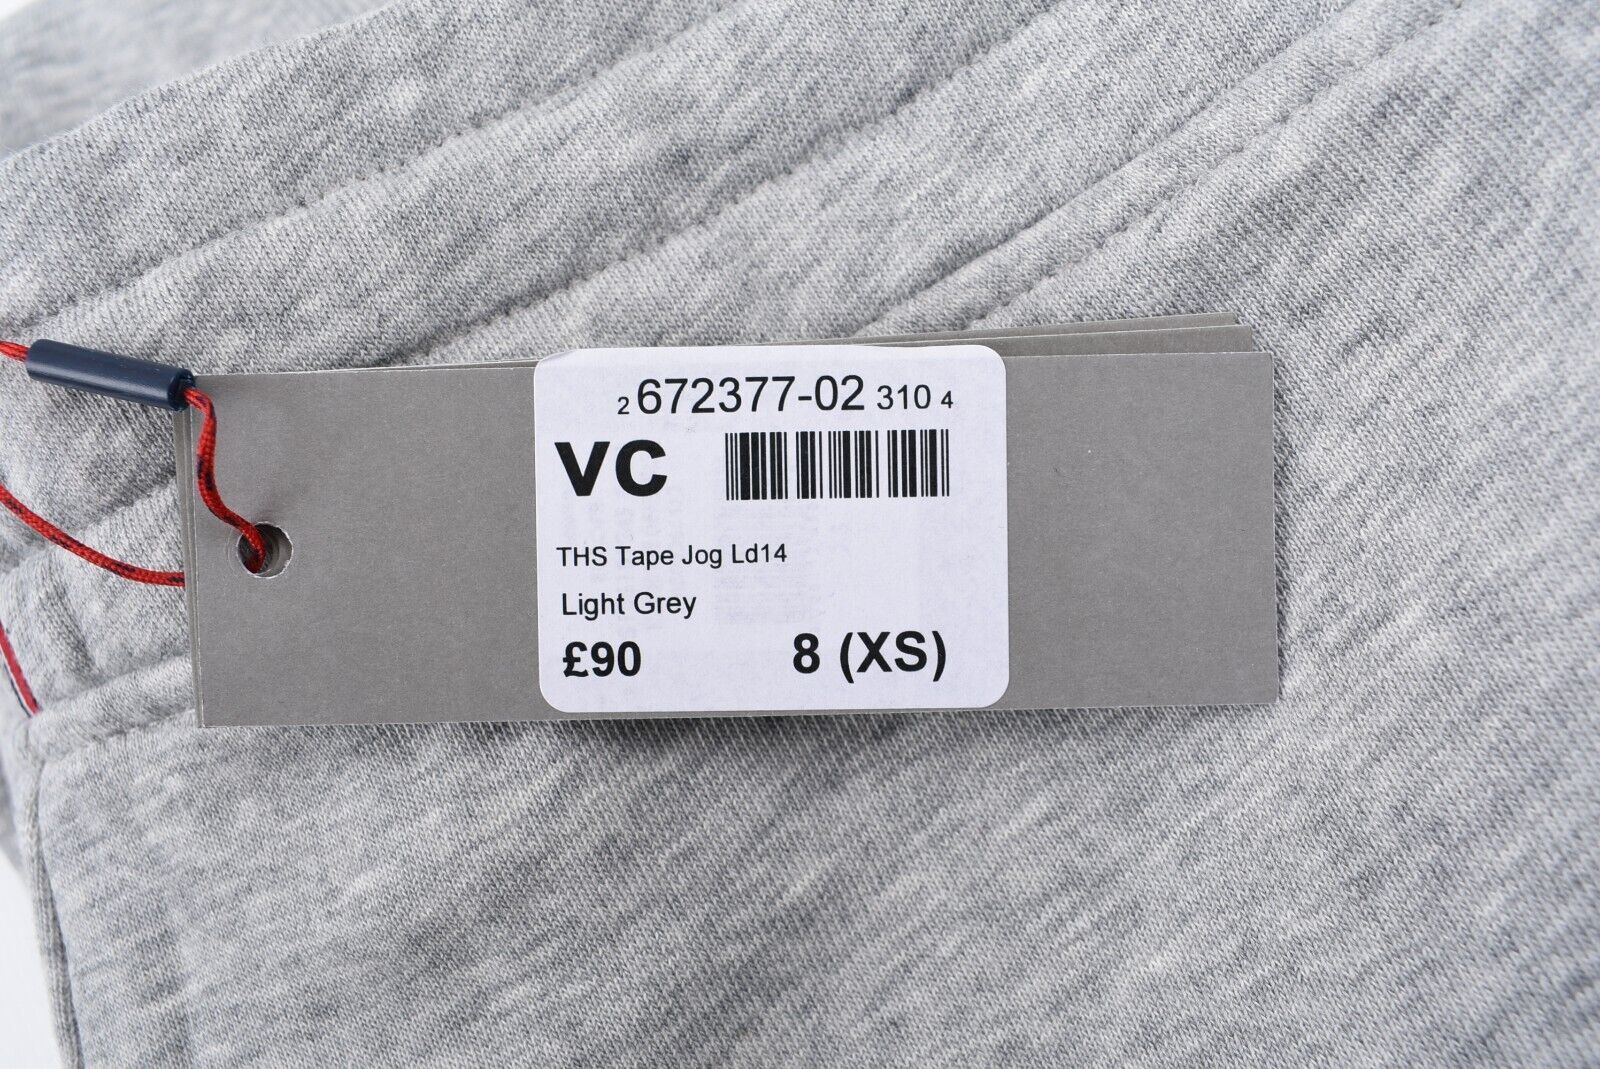 2 672377-02 310 4
VC
THS Tape Jog Ld14
Light Grey
£90 8 (XS)